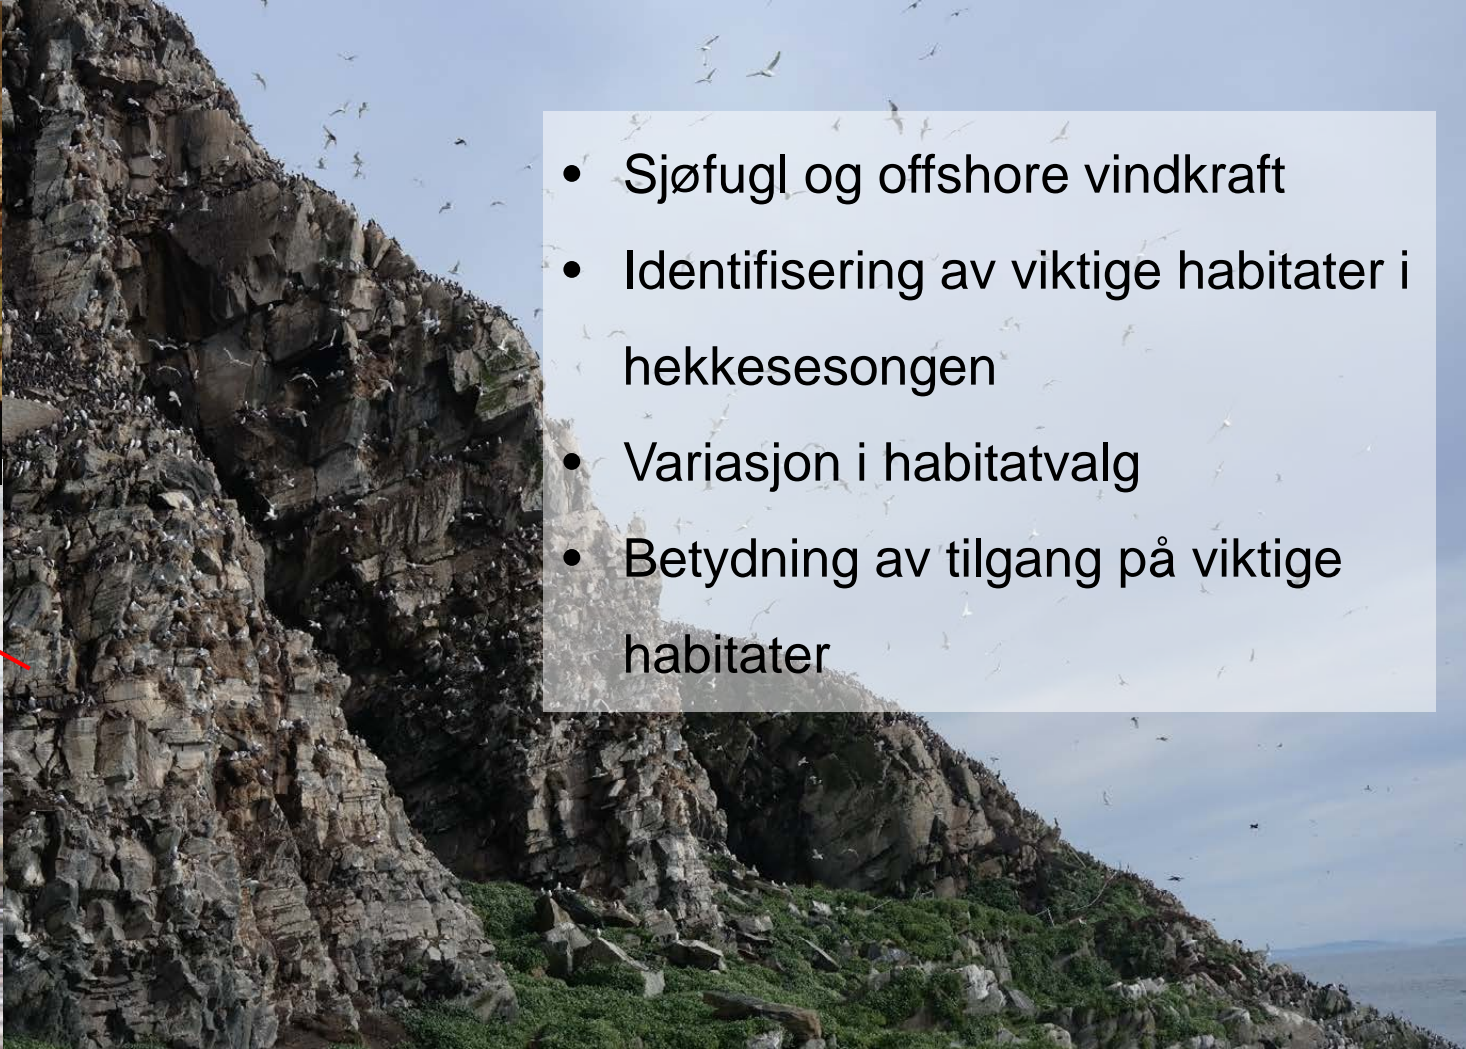 • Sjøfugl og offshore vindkraft
• Identifisering av viktige habitater i
hekkesesongen
• Variasjon i habitatvalg
• Betydning av tilgang på viktige
habitater